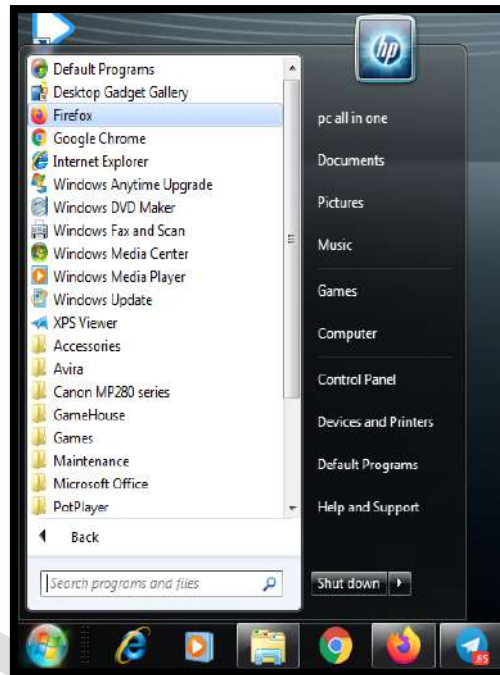 hp
Default Programs
Desktop Gadget Gallery
Firefox
Google Chrome
Internet Explorer
Windows Anytime Upgrade
Windows DVD Maker
Windows Fax and Scan
Windows Media Center
Windows Media Player
Windows Update
XPS Viewer
Accessories
Avira
Canon MP280 series
GameHouse
Games
Maintenance
Microsoft Office
PotPlayer
Back
Search programs and files
pc all in one
Documents
Pictures
Music
Games
Computer
Control Panel
Devices and Printers
Default Programs
Help and Support
Shut down